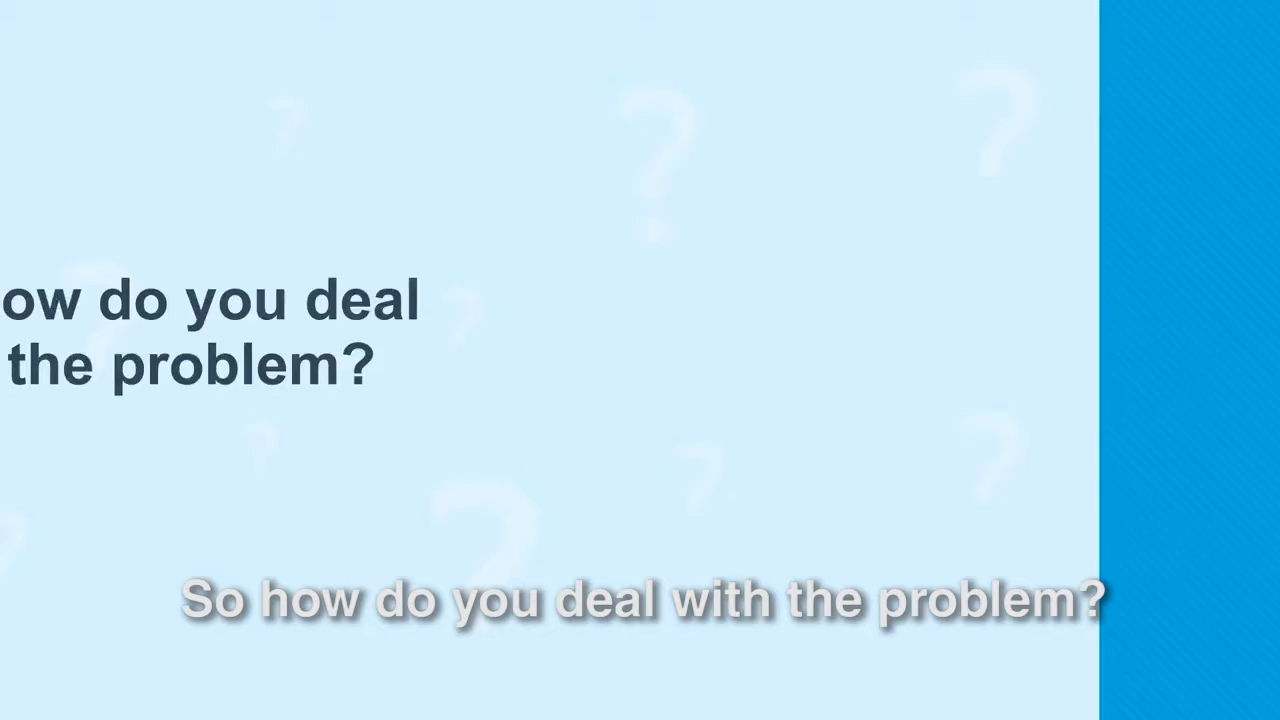 ow do you deal
the problem?
So how do you deal with the problem?